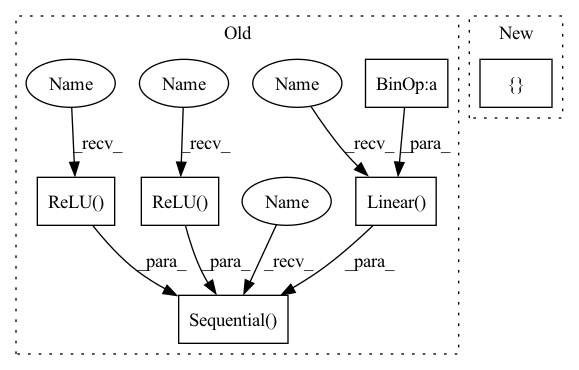 Old
New
Name
Name
Name
BinOp:a
{}
_recv_
_recv_
_recv_
_para_
ReLU()
ReLU()
Name
Linear()
_para_
_para_
_recv_
_para_
Sequential()